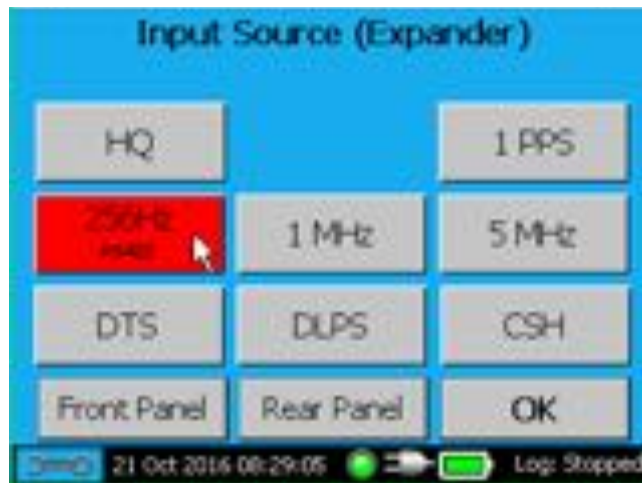 Input Source (Expander)
HQ
1 PPS
256Hz
1 MHz
5 MHz
DTS
DLPS
CSH
Front Panel
Rear Panel
OK
21 Oct 2016 08:29:05
Log: Stopped